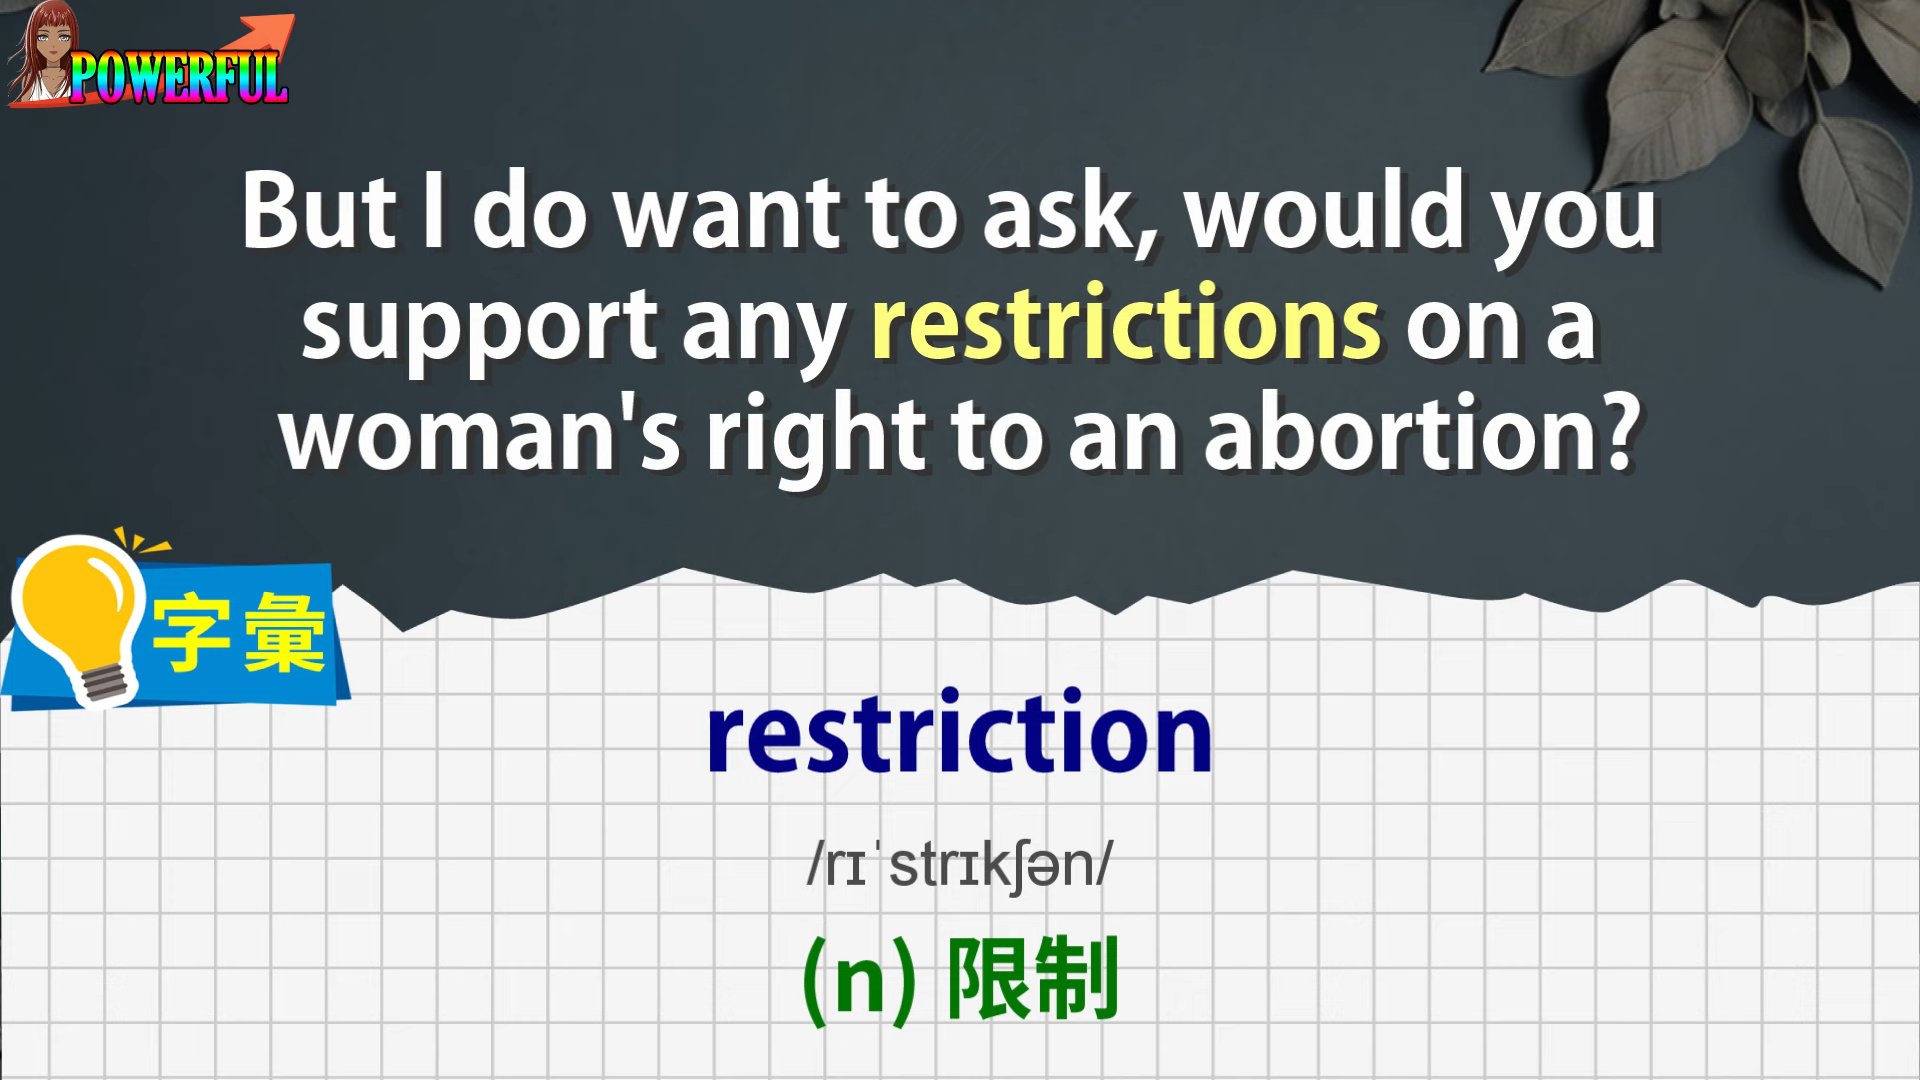 POWERFUL
But I do want to ask, would you
support any restrictions on a
woman's right to an abortion?
字彙
restriction
/rɪˈstrɪkʃən/
(n) 限制